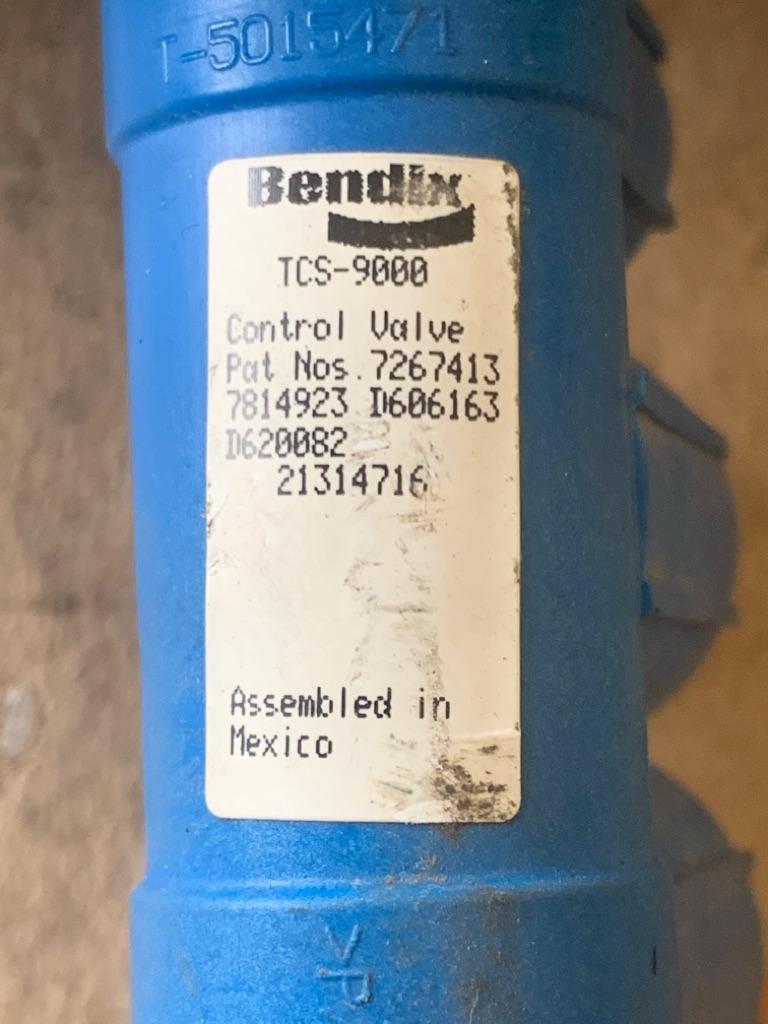 T-5015471
Bendix
TCS-9000
Control Valve
Pat Nos.7267413
7814923 D606163
D620082
21314716
Assembled in
Mexico
>P